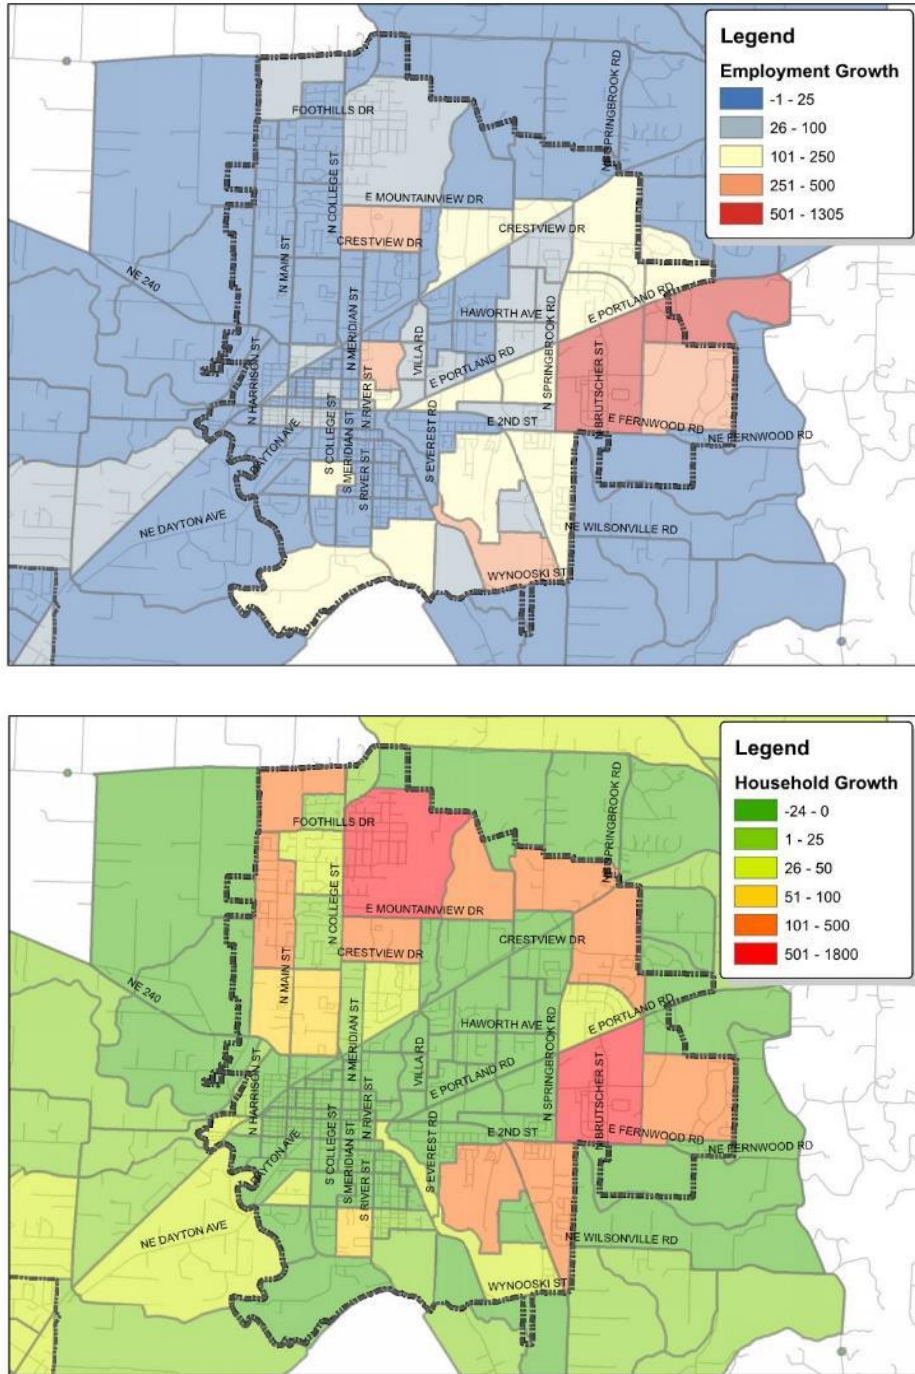 Legend
Employment Growth
-1 - 25
26 - 100
101 - 250
251 - 500
501 - 1305
N SPRINGBROOK RD
FOOTHILLS DR
N COLLEGE ST
E MOUNTAINVIEW DR
CRESTVIEW DR
CRESTVIEW DR
N MAIN ST
NE 240
N MERIDIAN ST
HAWORTH AVE
E PORTLAND RD
VILLA RD
N SPRINGBROOK RD
N HARRISON ST
E PORTLAND RD
N BRUTSCHER ST
N RIVER ST
E 2ND ST
E FERNWOOD RD
NE FERNWOOD RD
DAYTON AVE
S COLLEGE ST
S MERIDIAN ST
S RIVER ST
S EVEREST RD
NE DAYTON AVE
NE WILSONVILLE RD
WYNOOSKI ST
Legend
Household Growth
-24 - 0
1 - 25
26 - 50
51 - 100
101 - 500
501 - 1800
N SPRINGBROOK RD
FOOTHILLS DR
N COLLEGE ST
E MOUNTAINVIEW DR
CRESTVIEW DR
CRESTVIEW DR
N MAIN ST
NE 240
N MERIDIAN ST
HAWORTH AVE
E PORTLAND RD
VILLA RD
N SPRINGBROOK RD
N HARRISON ST
E PORTLAND RD
N BRUTSCHER ST
N RIVER ST
E 2ND ST
E FERNWOOD RD
NE FERNWOOD RD
DAYTON AVE
S COLLEGE ST
S MERIDIAN ST
S RIVER ST
S EVEREST RD
NE DAYTON AVE
NE WILSONVILLE RD
WYNOOSKI ST